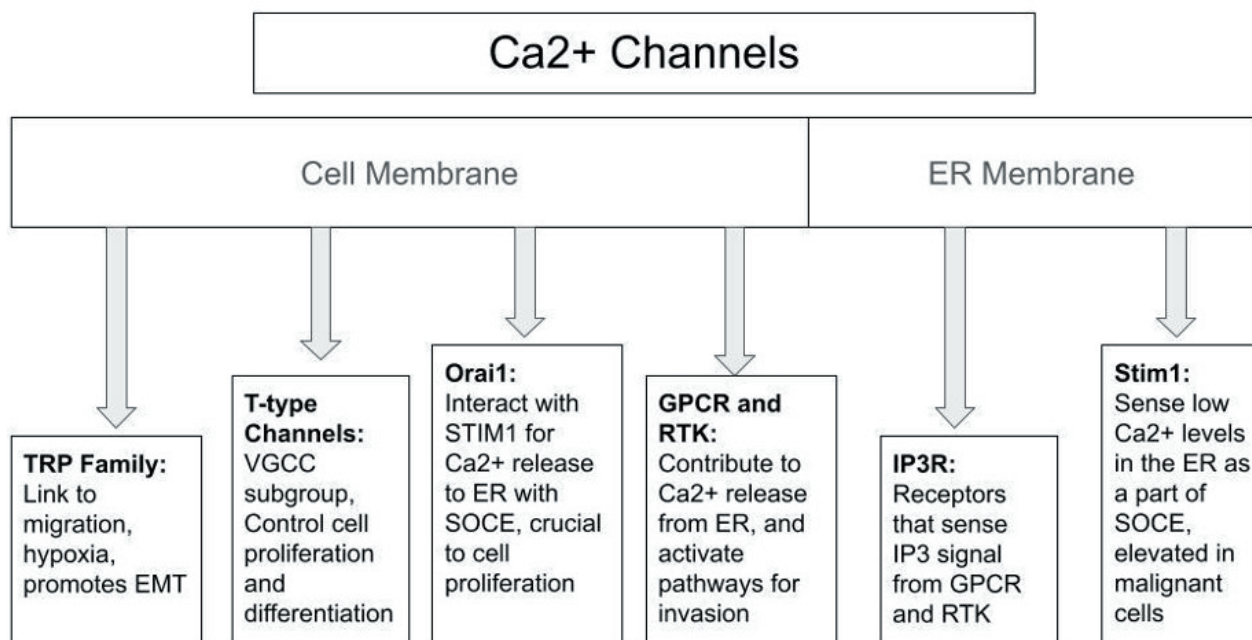 Ca2+ Channels
Cell Membrane
ER Membrane
TRP Family:
Link to
migration,
hypoxia,
promotes EMT
T-type
Channels:
VGCC
subgroup,
Control cell
proliferation
and
differentiation
Orai1:
Interact with
STIM1 for
Ca2+ release
to ER with
SOCE, crucial
to cell
proliferation
GPCR and
RTK:
Contribute to
Ca2+ release
from ER, and
activate
pathways for
invasion
IP3R:
Receptors
that sense
IP3 signal
from GPCR
and RTK
Stim1:
Sense low
Ca2+ levels
in the ER as
a part of
SOCE,
elevated in
malignant
cells